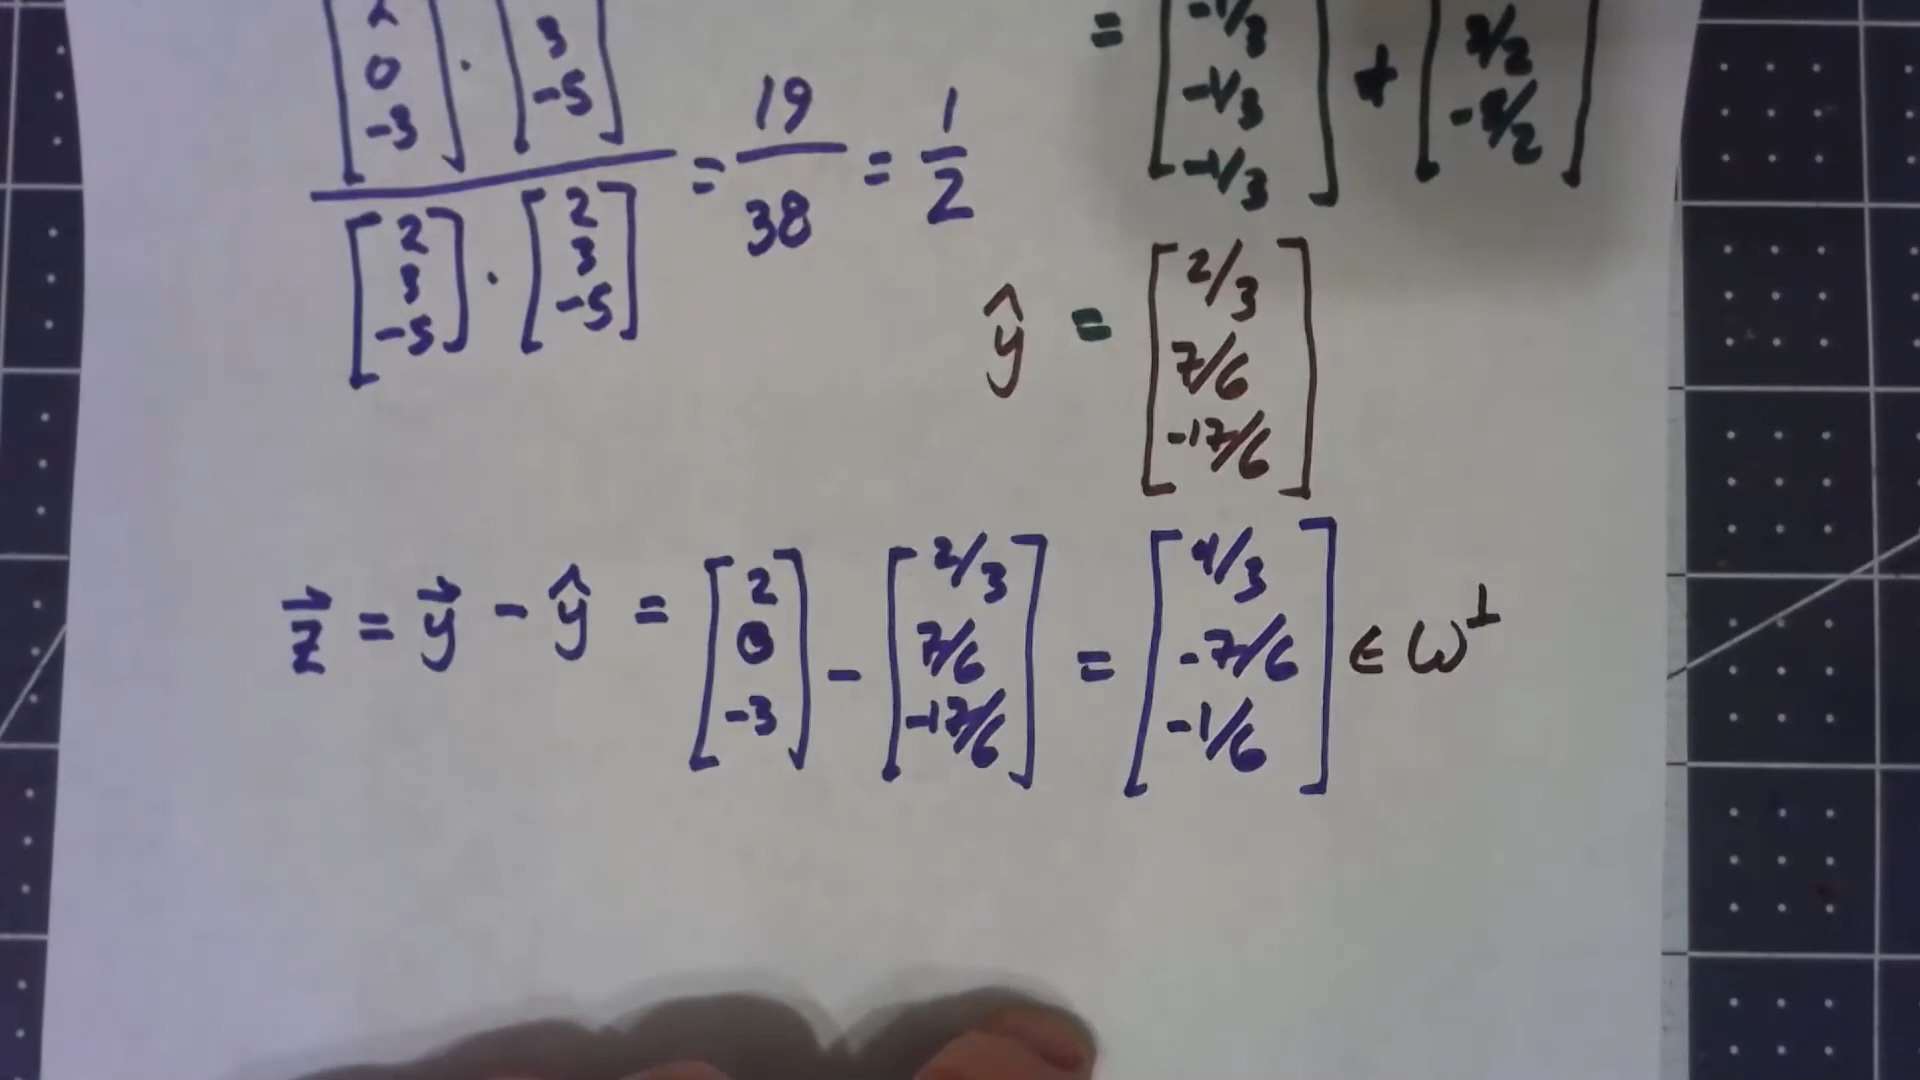 [2 0 -3] · [3 -5]
[2 3 -5] · [2 3 -5] = 19/38 = 1/2
= [-1/3 -1/3 -1/3] + [3/2 -5/2]
ŷ = [2/3 7/6 -17/6]
z⃗ = y⃗ - ŷ = [2 0 -3] - [2/3 7/6 -17/6] = [4/3 -7/6 -1/6] ∈ W⊥